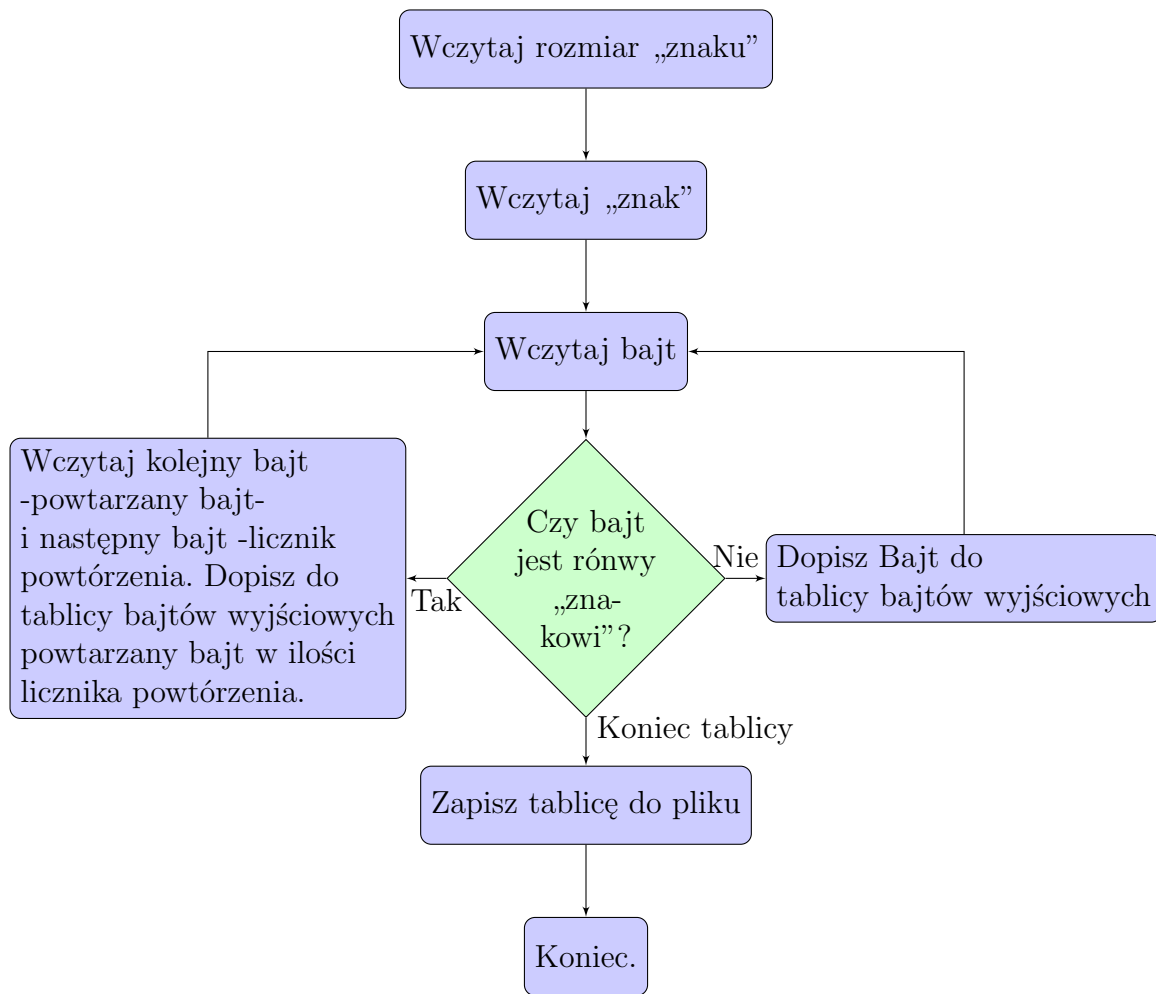 Wczytaj rozmiar „znaku”
Wczytaj „znak”
Wczytaj bajt
Wczytaj kolejny bajt
-powtarzany bajt-
i następny bajt -licznik
powtórzenia. Dopisz do
tablicy bajtów wyjściowych
powtarzany bajt w ilości
licznika powtórzenia.
Tak
Czy bajt
jest rónwy
„zna-
kowi”?
Nie
Dopisz Bajt do
tablicy bajtów wyjściowych
Koniec tablicy
Zapisz tablicę do pliku
Koniec.